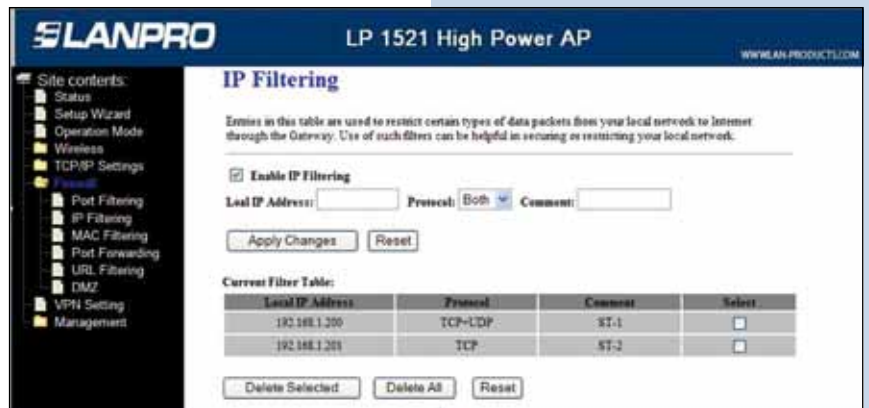 LANPRO
LP 1521 High Power AP
WWW.LAN-PRODUCTS.COM
Site contents:
Status
Setup Wizard
Operation Mode
Wireless
TCP/IP Settings
Firewall
Port Filtering
IP Filtering
MAC Filtering
Port Forwarding
URL Filtering
DMZ
VPN Setting
Management
IP Filtering
Entries in this table are used to restrict certain types of data packets from your local network to Internet
through the Gateway. Use of such filters can be helpful in securing or restricting your local network.
Enable IP Filtering
Loal IP Address: Protocol: Both Comment:
Apply Changes Reset
Current Filter Table:
Local IP Address Protocol Comment Select
192.168.1.200 TCP+UDP ST-1
192.168.1.201 TCP ST-2
Delete Selected Delete All Reset